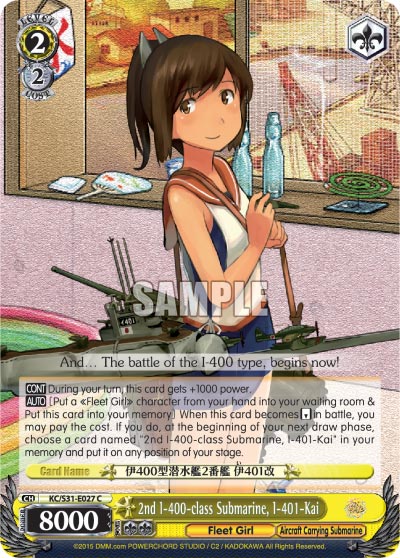 LEVEL
2
2
COST
火
401
SAMPLE
And… The battle of the I-400 type, begins now!
CONT During your turn, this card gets +1000 power.
AUTO [Put a «Fleet Girl» character from your hand into your waiting room &
Put this card into your memory] When this card becomes [▼] in battle, you
may pay the cost. If you do, at the beginning of your next draw phase,
choose a card named "2nd I-400-class Submarine, I-401-Kai" in your
memory, and put it on any position of your stage.
Card Name 伊400型潜水艦2番艦 伊401改
CH KC/S31-E027 C 2nd I-400-class Submarine, I-401-Kai
POWER 8000 Fleet Girl Aircraft Carrying Submarine
©2015 DMM.com POWERCHORD STUDIO / C2 / KADOKAWA All Rights Reserved.